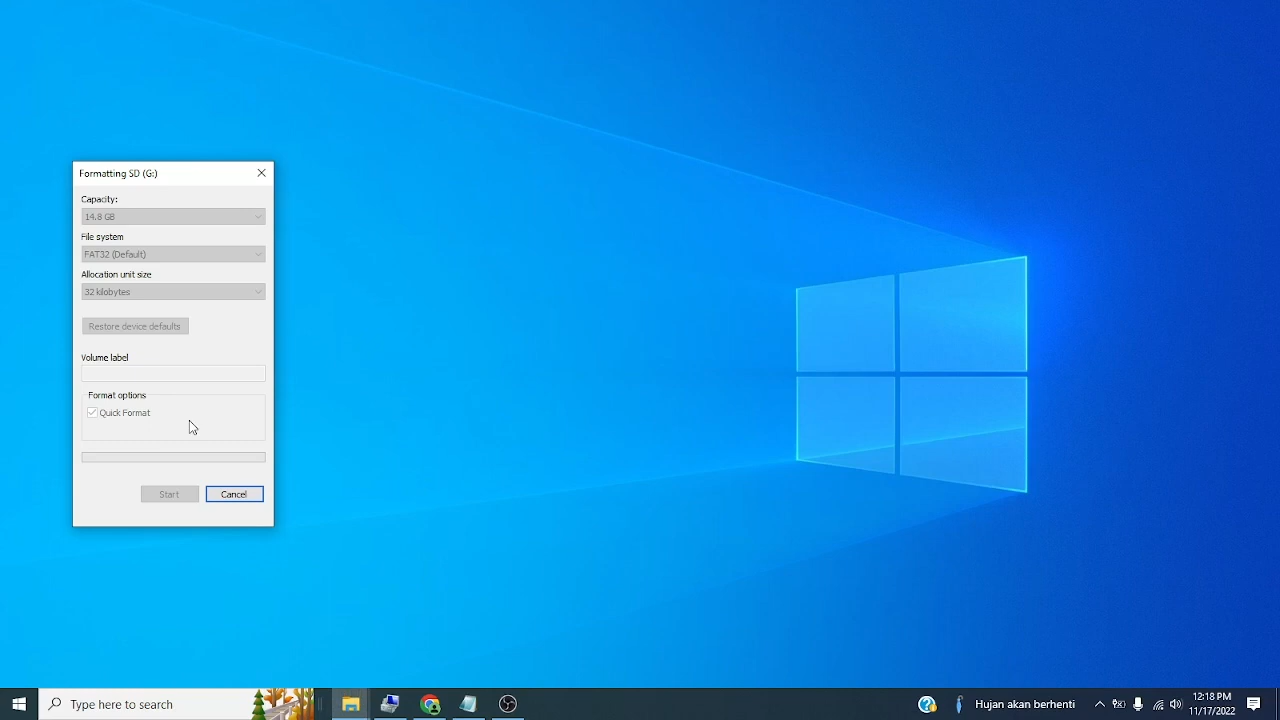 Formatting SD (G:)
Capacity:
14.8 GB
File system
FAT32 (Default)
Allocation unit size
32 kilobytes
Restore device defaults
Volume label
Format options
Quick Format
Start
Cancel
Type here to search
Hujan akan berhenti
12:18 PM
11/17/2022